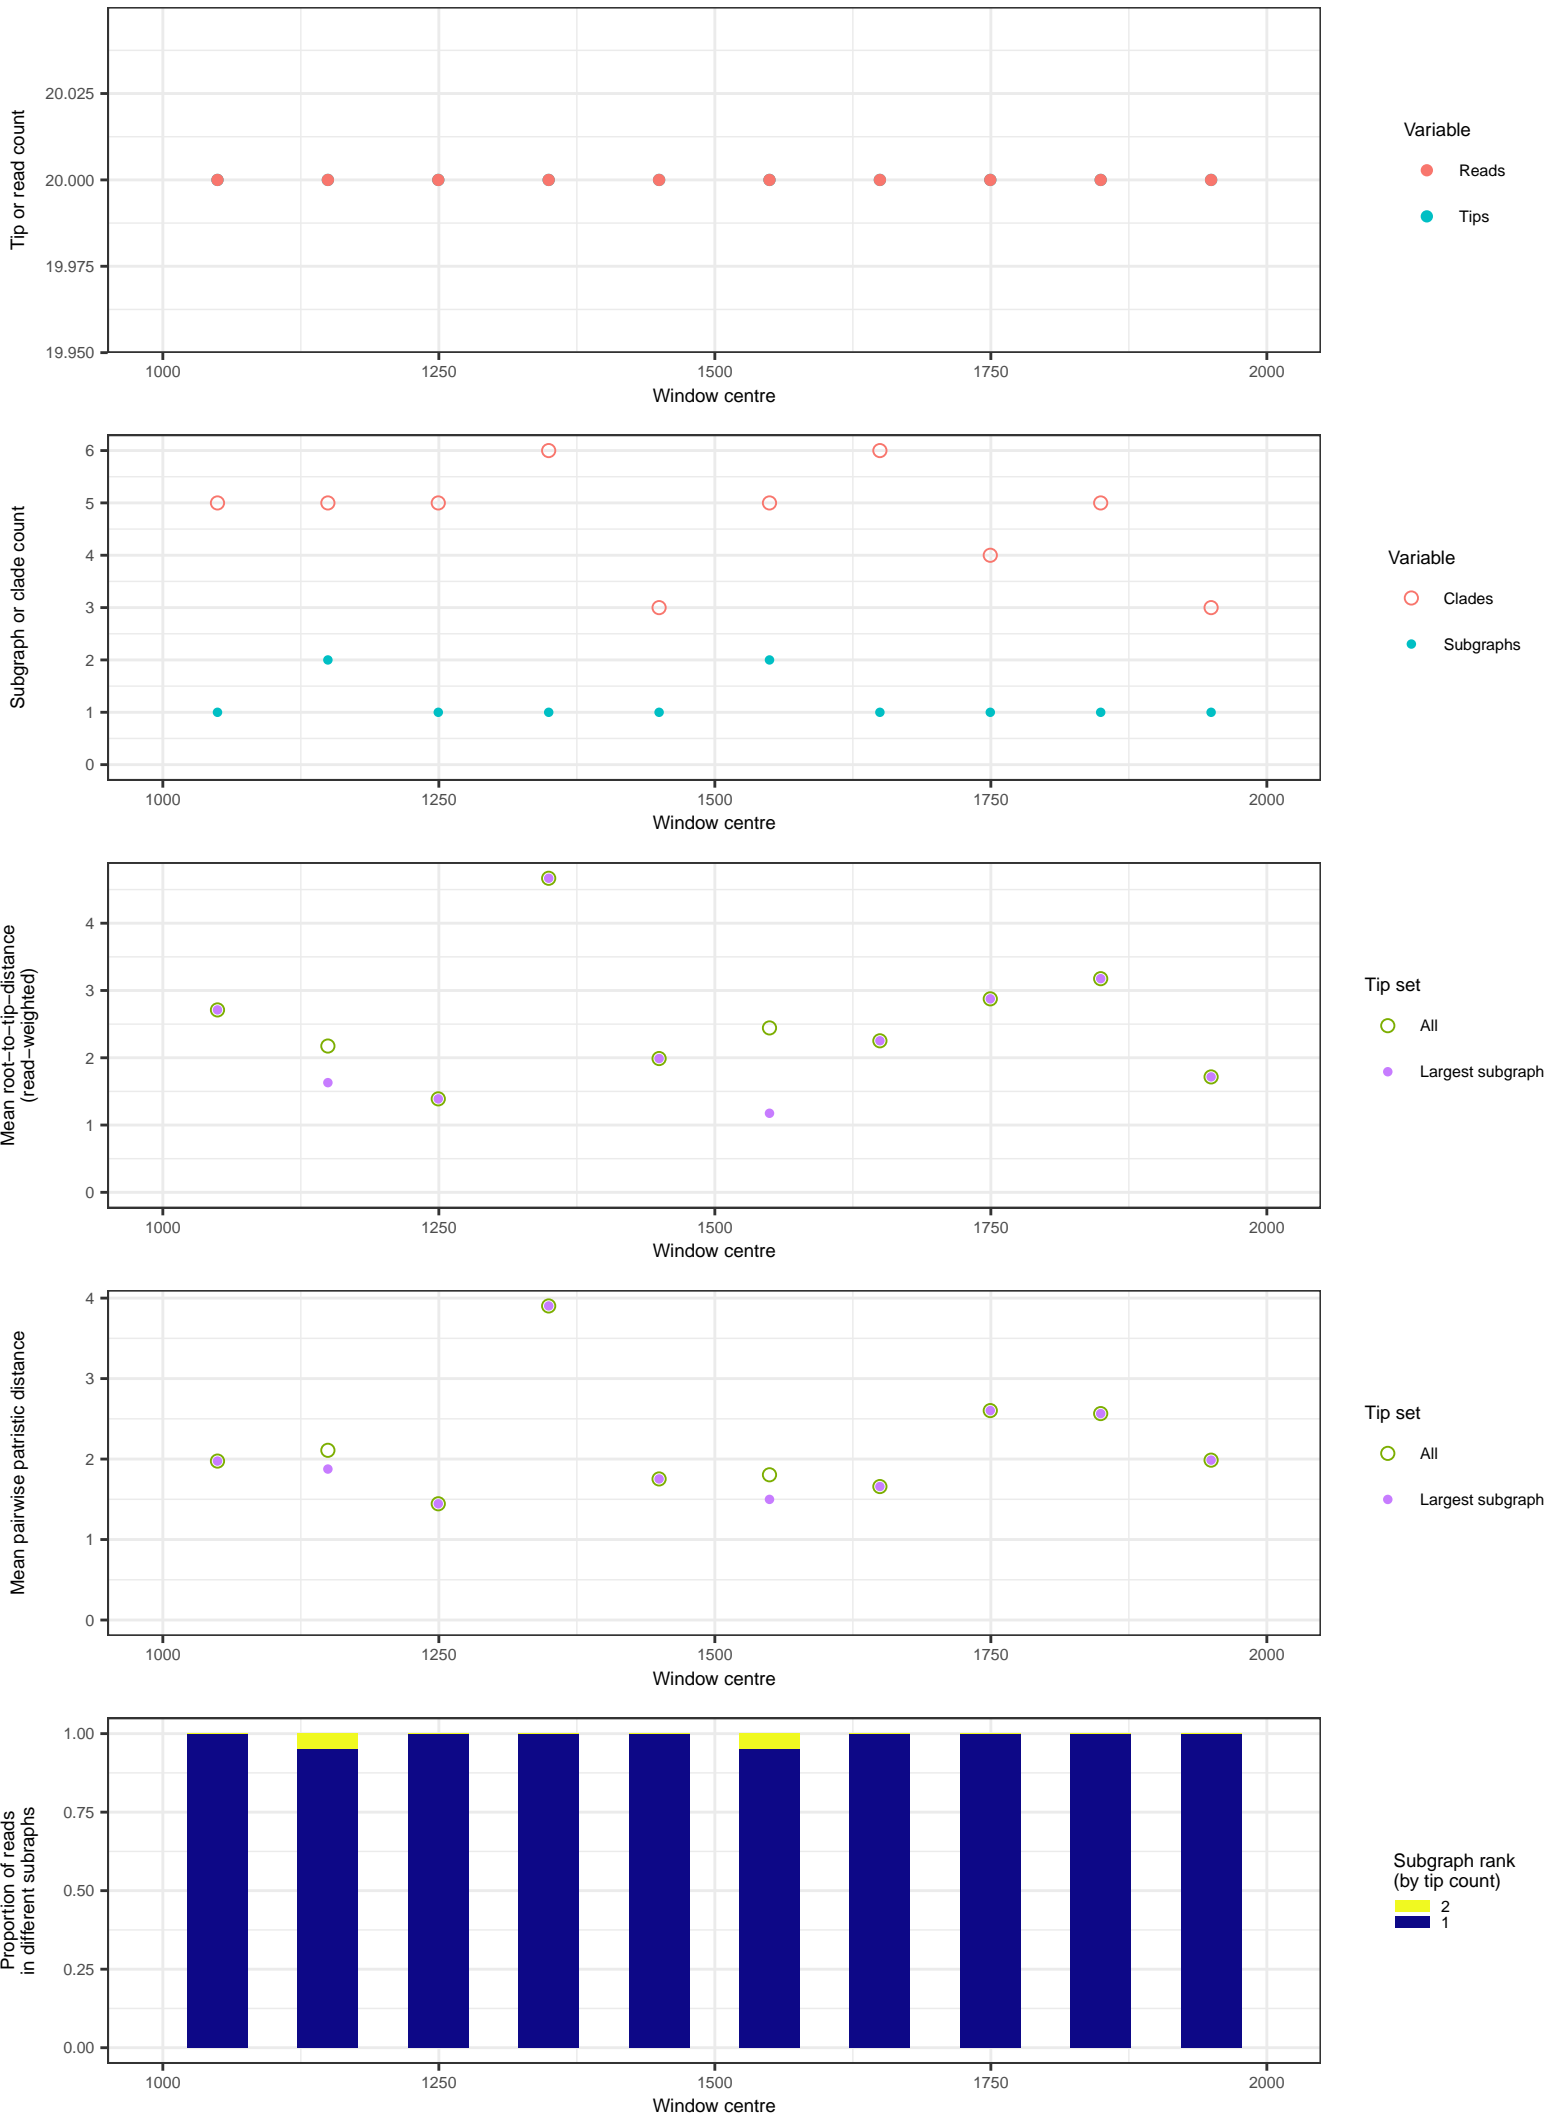 Tip or read count
20.025
20.000
19.975
19.950
1000 1250 1500 1750 2000
Window centre
Variable
Reads
Tips
Subgraph or clade count
6
5
4
3
2
1
0
1000 1250 1500 1750 2000
Window centre
Variable
Clades
Subgraphs
Mean root−to−tip−distance
(read−weighted)
4
3
2
1
0
1000 1250 1500 1750 2000
Window centre
Tip set
All
Largest subgraph
Mean pairwise patristic distance
4
3
2
1
0
1000 1250 1500 1750 2000
Window centre
Tip set
All
Largest subgraph
Proportion of reads
in different subraphs
1.00
0.75
0.50
0.25
0.00
1000 1250 1500 1750 2000
Window centre
Subgraph rank
(by tip count)
2
1